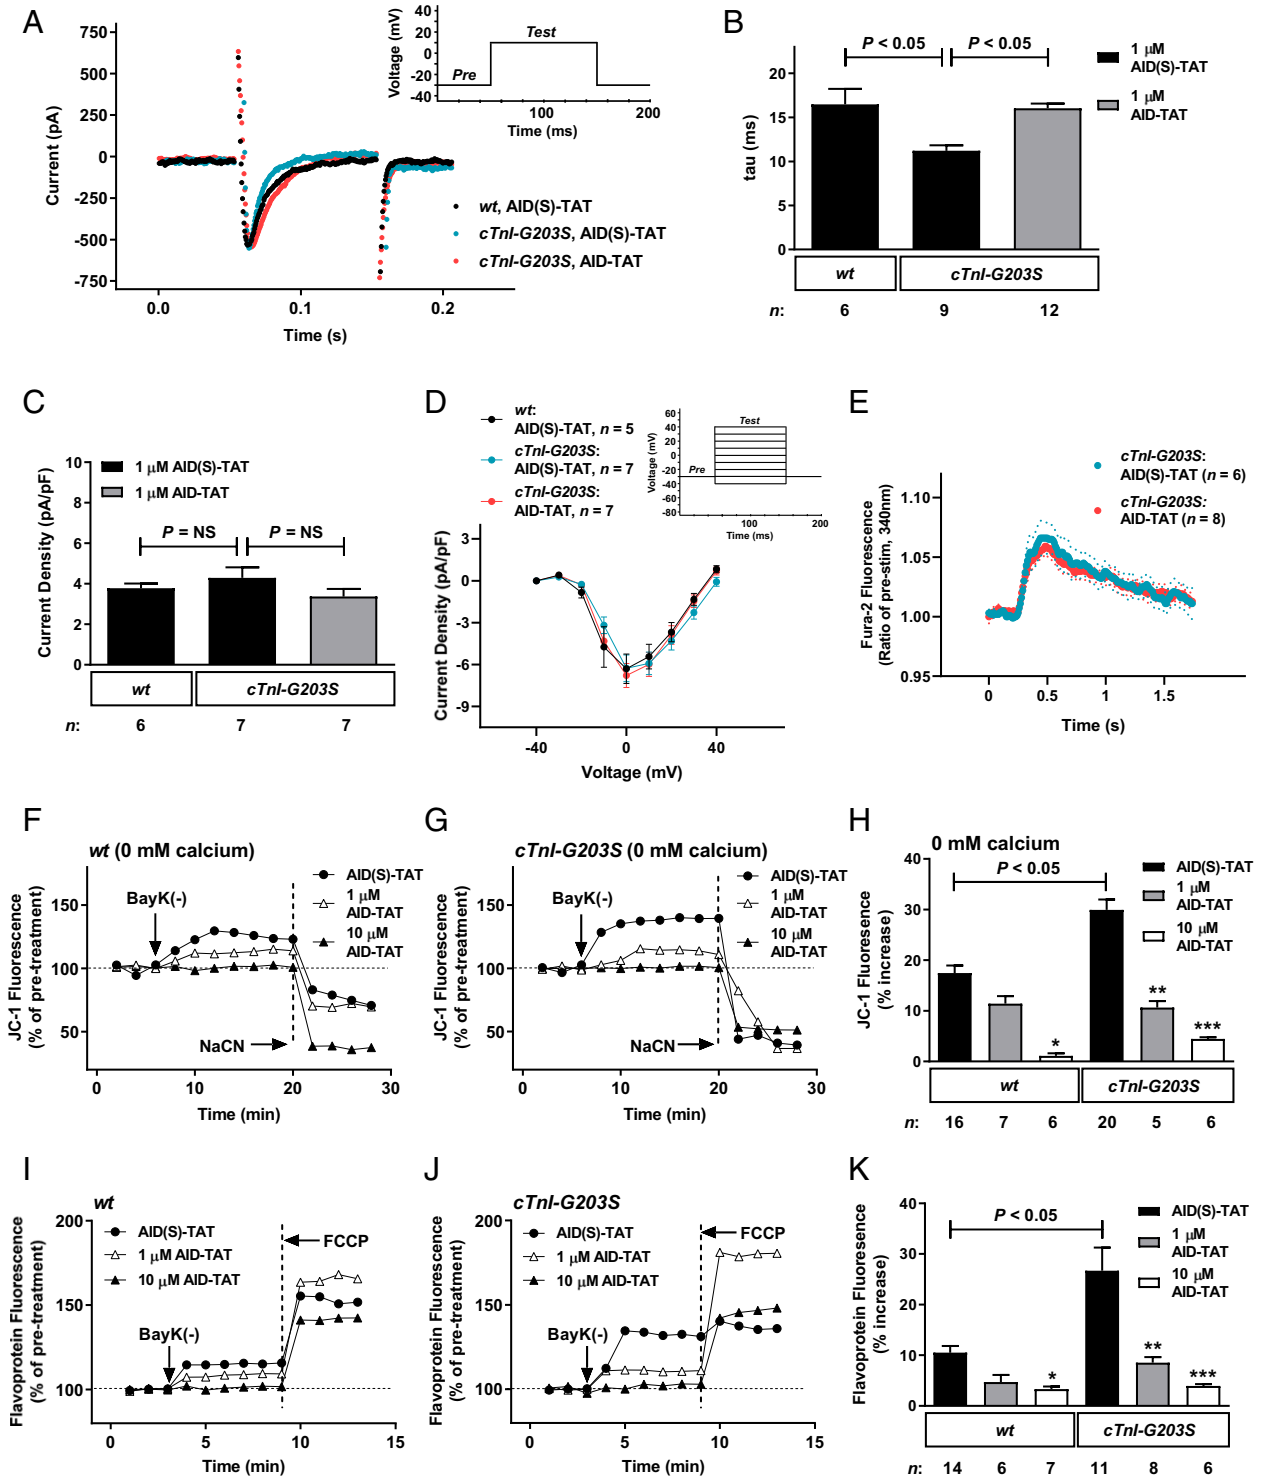 A
750
500
250
0
-250
-500
-750
Current (pA)
0.0
0.1
0.2
Time (s)
40
20
0
-20
-40
Voltage (mV)
Pre
Test
100
200
Time (ms)
wt, AID(S)-TAT
cTnI-G203S, AID(S)-TAT
cTnI-G203S, AID-TAT
B
P < 0.05
P < 0.05
1 μM
AID(S)-TAT
1 μM
AID-TAT
20
15
10
5
0
tau (ms)
wt
cTnI-G203S
n:
6
9
12
C
1 μM AID(S)-TAT
1 μM AID-TAT
10
8
6
4
2
0
Current Density (pA/pF)
P = NS
P = NS
wt
cTnI-G203S
n:
6
7
7
D
wt:
AID(S)-TAT, n = 5
cTnI-G203S:
AID(S)-TAT, n = 7
cTnI-G203S:
AID-TAT, n = 7
60
40
20
0
-20
-40
-60
-80
Voltage (mV)
Pre
Test
100
200
Time (ms)
3
0
-3
-6
-9
Current Density (pA/pF)
-40
0
40
Voltage (mV)
E
cTnI-G203S:
AID(S)-TAT (n = 6)
cTnI-G203S:
AID-TAT (n = 8)
1.10
1.05
1.00
0.95
Fura-2 Fluorescence
(Ratio of pre-stim, 340nm)
0
0.5
1
1.5
Time (s)
F
wt (0 mM calcium)
AID(S)-TAT
1 μM
AID-TAT
10 μM
AID-TAT
BayK(-)
NaCN
150
100
50
JC-1 Fluorescence
(% of pre-treatment)
0
10
20
30
Time (min)
G
cTnI-G203S (0 mM calcium)
AID(S)-TAT
1 μM
AID-TAT
10 μM
AID-TAT
BayK(-)
NaCN
150
100
50
JC-1 Fluorescence
(% of pre-treatment)
0
10
20
30
Time (min)
H
0 mM calcium
P < 0.05
AID(S)-TAT
1 μM
AID-TAT
10 μM
AID-TAT
40
30
20
10
0
JC-1 Fluoresence
(% increase)
*
**
***
wt
cTnI-G203S
n:
16
7
6
20
5
6
I
wt
AID(S)-TAT
1 μM AID-TAT
10 μM AID-TAT
FCCP
BayK(-)
200
150
100
Flavoprotein Fluorescence
(% of pre-treatment)
0
5
10
15
Time (min)
J
cTnI-G203S
AID(S)-TAT
1 μM AID-TAT
10 μM AID-TAT
FCCP
BayK(-)
200
150
100
Flavoprotein Fluorescence
(% of pre-treatment)
0
5
10
15
Time (min)
K
P < 0.05
AID(S)-TAT
1 μM
AID-TAT
10 μM
AID-TAT
40
30
20
10
0
Flavoprotein Fluoresence
(% increase)
*
**
***
wt
cTnI-G203S
n:
14
6
7
11
8
6